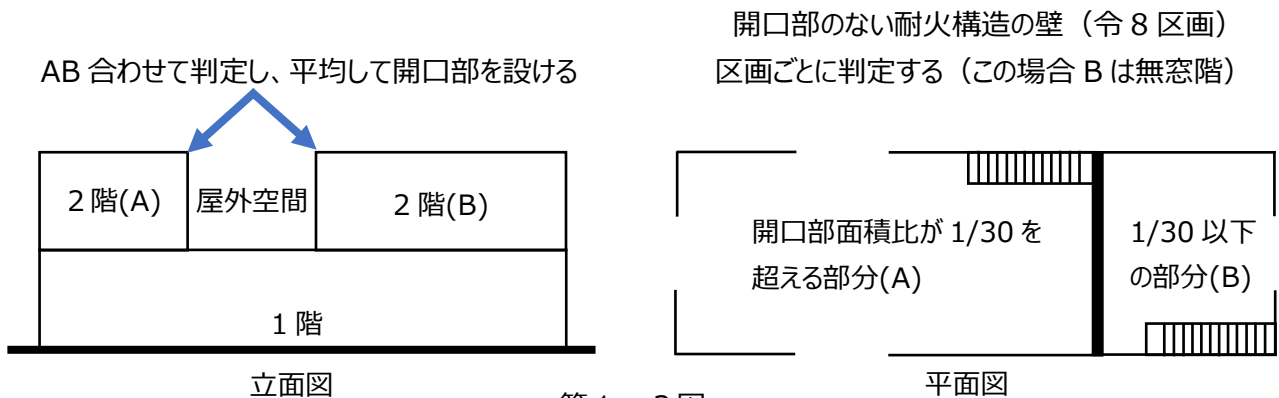 AB 合わせて判定し、平均して開口部を設ける
2 階(A)
屋外空間
2 階(B)
1 階
立面図
開口部のない耐火構造の壁（令 8 区画）
区画ごとに判定する（この場合 B は無窓階）
開口部面積比が 1/30 を
超える部分(A)
1/30 以下
の部分(B)
平面図